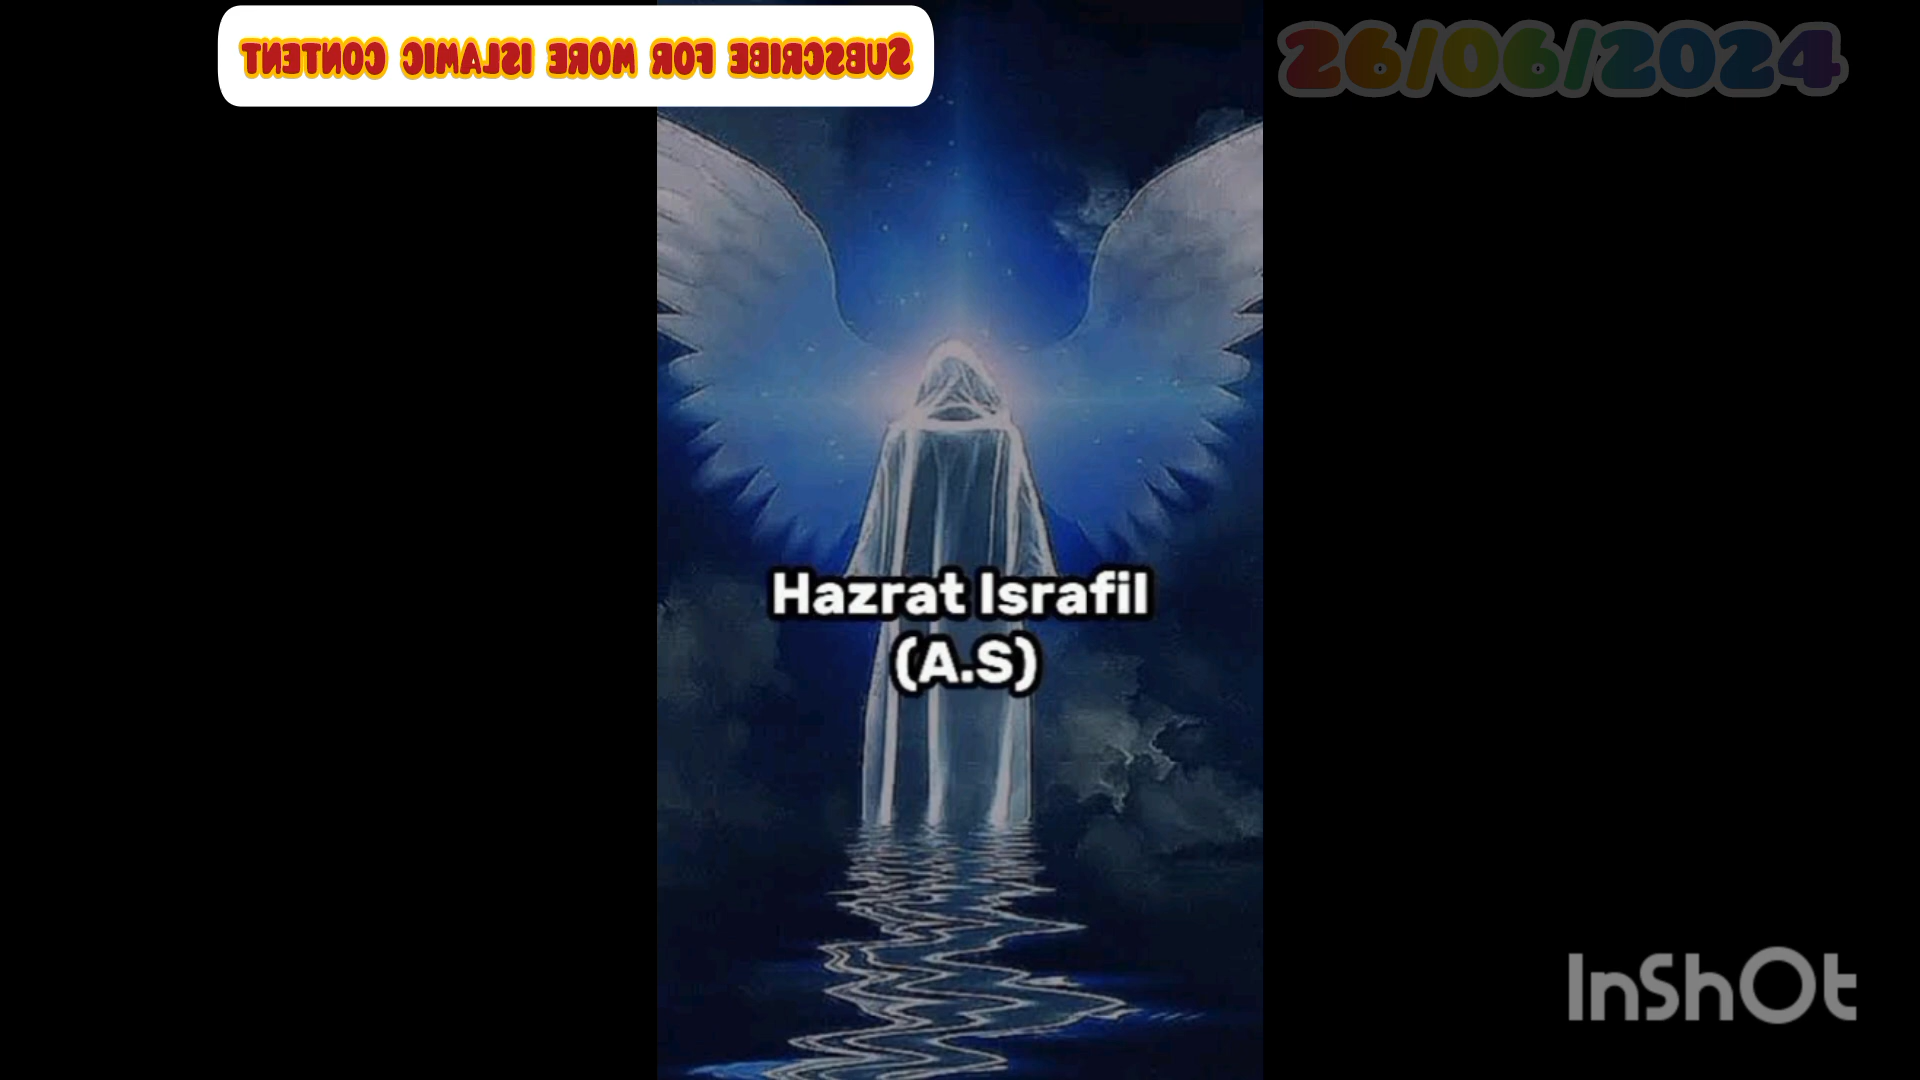 SUBSCRIBE FOR MORE ISLAMIC CONTENT
26/06/2024
Hazrat Israfil
(A.S)
InShOt